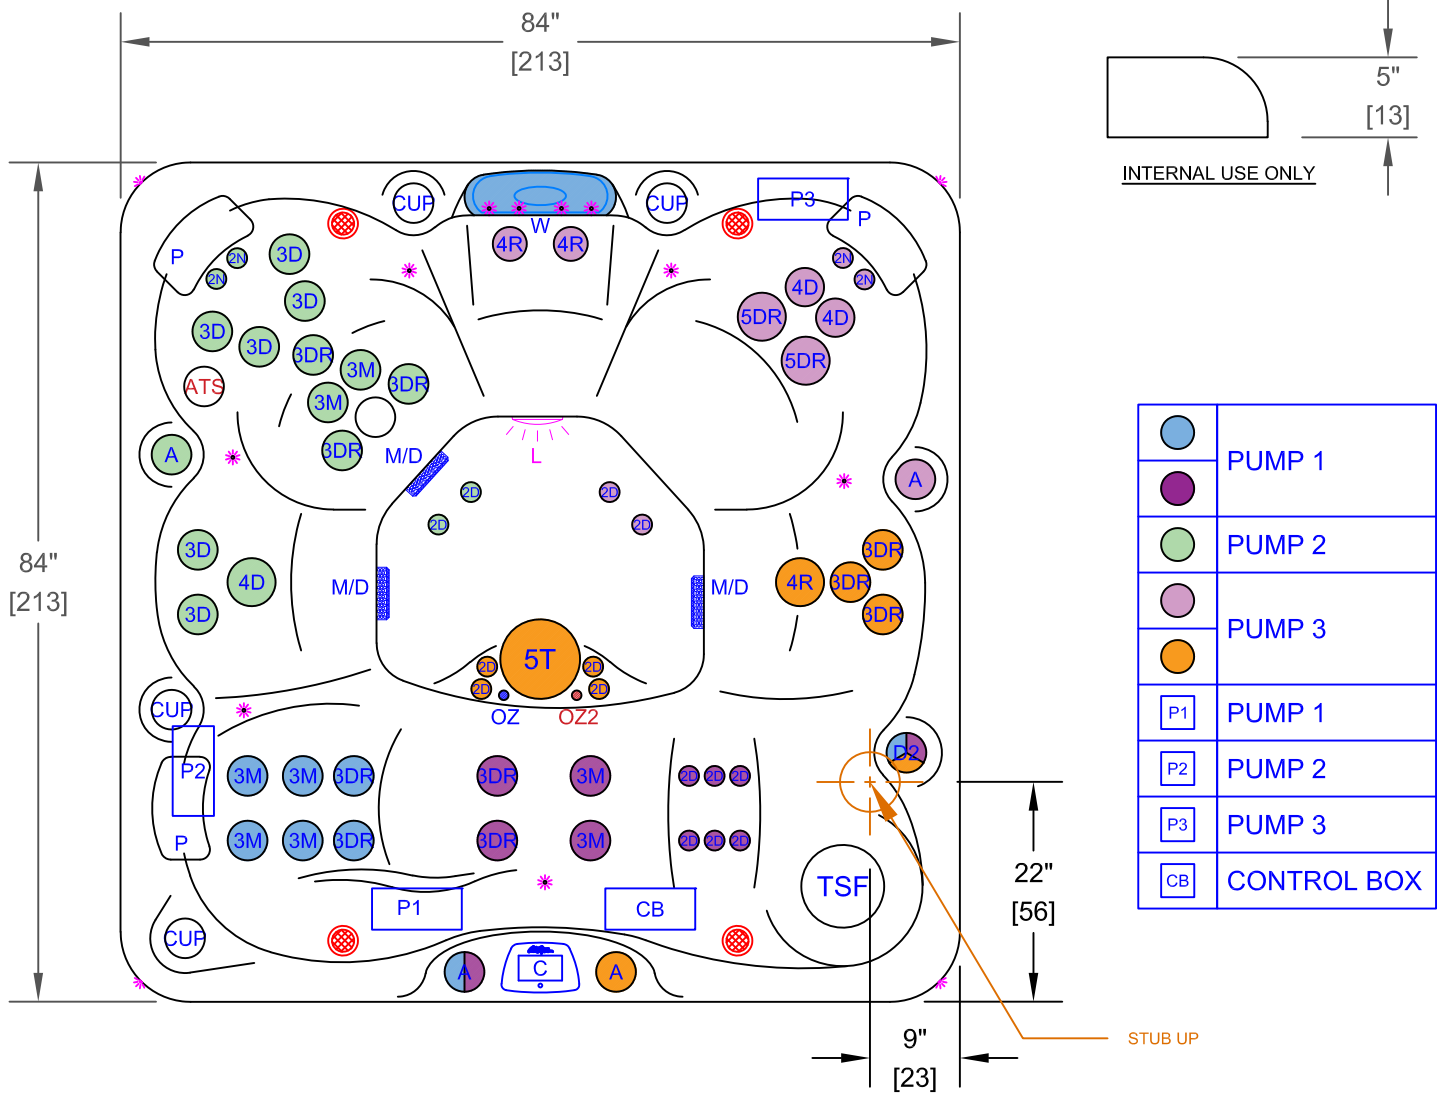 84"
[213]
5"
[13]
INTERNAL USE ONLY
CUP
CUP
P3
P
P
W
4R
4R
2N
2N
3D
3D
3D
3D
3DR
3M
3DR
3M
3DR
ATS
2N
2N
4D
4D
5DR
5DR
A
M/D
L
2D
2D
2D
2D
A
84"
[213]
3D
4D
3D
M/D
M/D
4R
3DR
3DR
3DR
5T
2D
2D
2D
2D
OZ
OZ2
CUP
P2
P
3M
3M
3DR
3M
3M
3DR
3DR
3M
3DR
3M
2D
2D
2D
2D
2D
2D
D2
TSF
P1
CB
CUP
A
C
A
22"
[56]
9"
[23]
STUB UP
PUMP 1
PUMP 2
PUMP 3
P1
PUMP 1
P2
PUMP 2
P3
PUMP 3
CB
CONTROL BOX